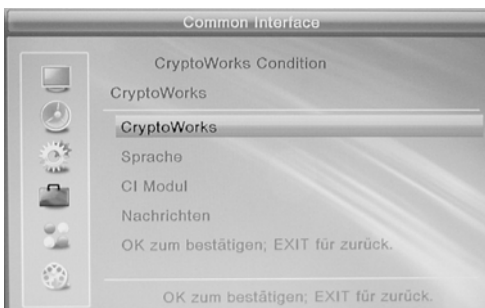 Common Interface
CryptoWorks Condition
CryptoWorks
CryptoWorks
Sprache
CI Modul
Nachrichten
OK zum bestätigen; EXIT für zurück.
OK zum bestätigen; EXIT für zurück.